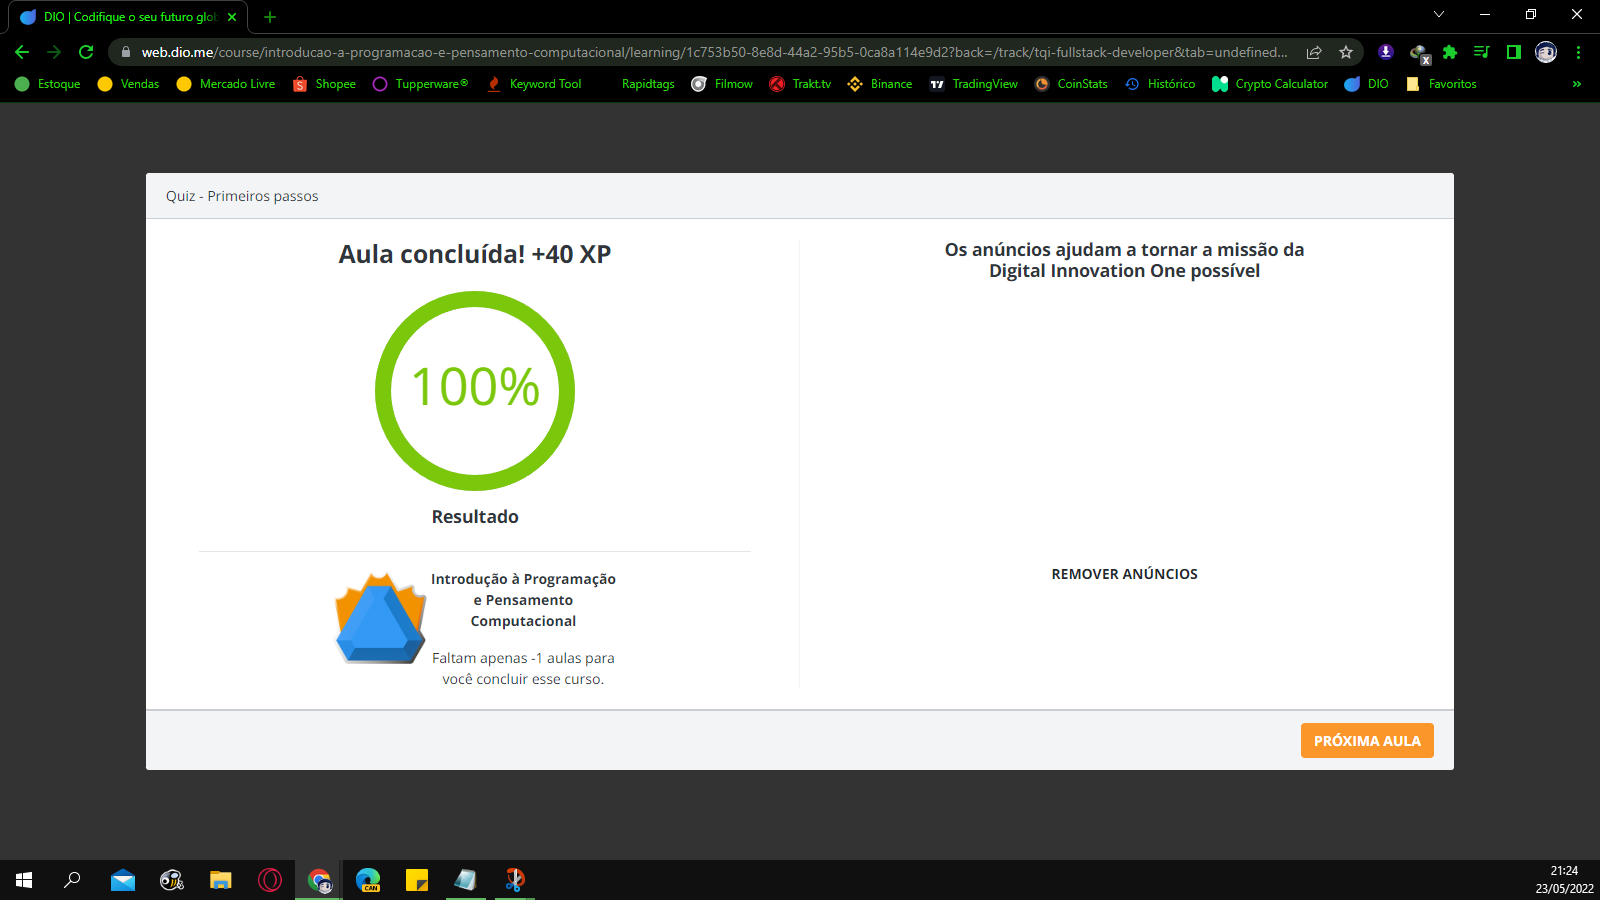 DIO | Codifique o seu futuro glob
web.dio.me/course/introducao-a-programacao-e-pensamento-computacional/learning/1c753b50-8e8d-44a2-95b5-0ca8a114e9d2?back=/track/tqi-fullstack-developer&tab=undefined...
Estoque Vendas Mercado Livre Shopee Tupperware® Keyword Tool Rapidtags Filmow Trakt.tv Binance TradingView CoinStats Histórico Crypto Calculator DIO Favoritos »
Quiz - Primeiros passos
Aula concluída! +40 XP
100%
Resultado
Introdução à Programação
e Pensamento
Computacional
Faltam apenas -1 aulas para
você concluir esse curso.
Os anúncios ajudam a tornar a missão da
Digital Innovation One possível
REMOVER ANÚNCIOS
PRÓXIMA AULA
CAN
21:24
23/05/2022